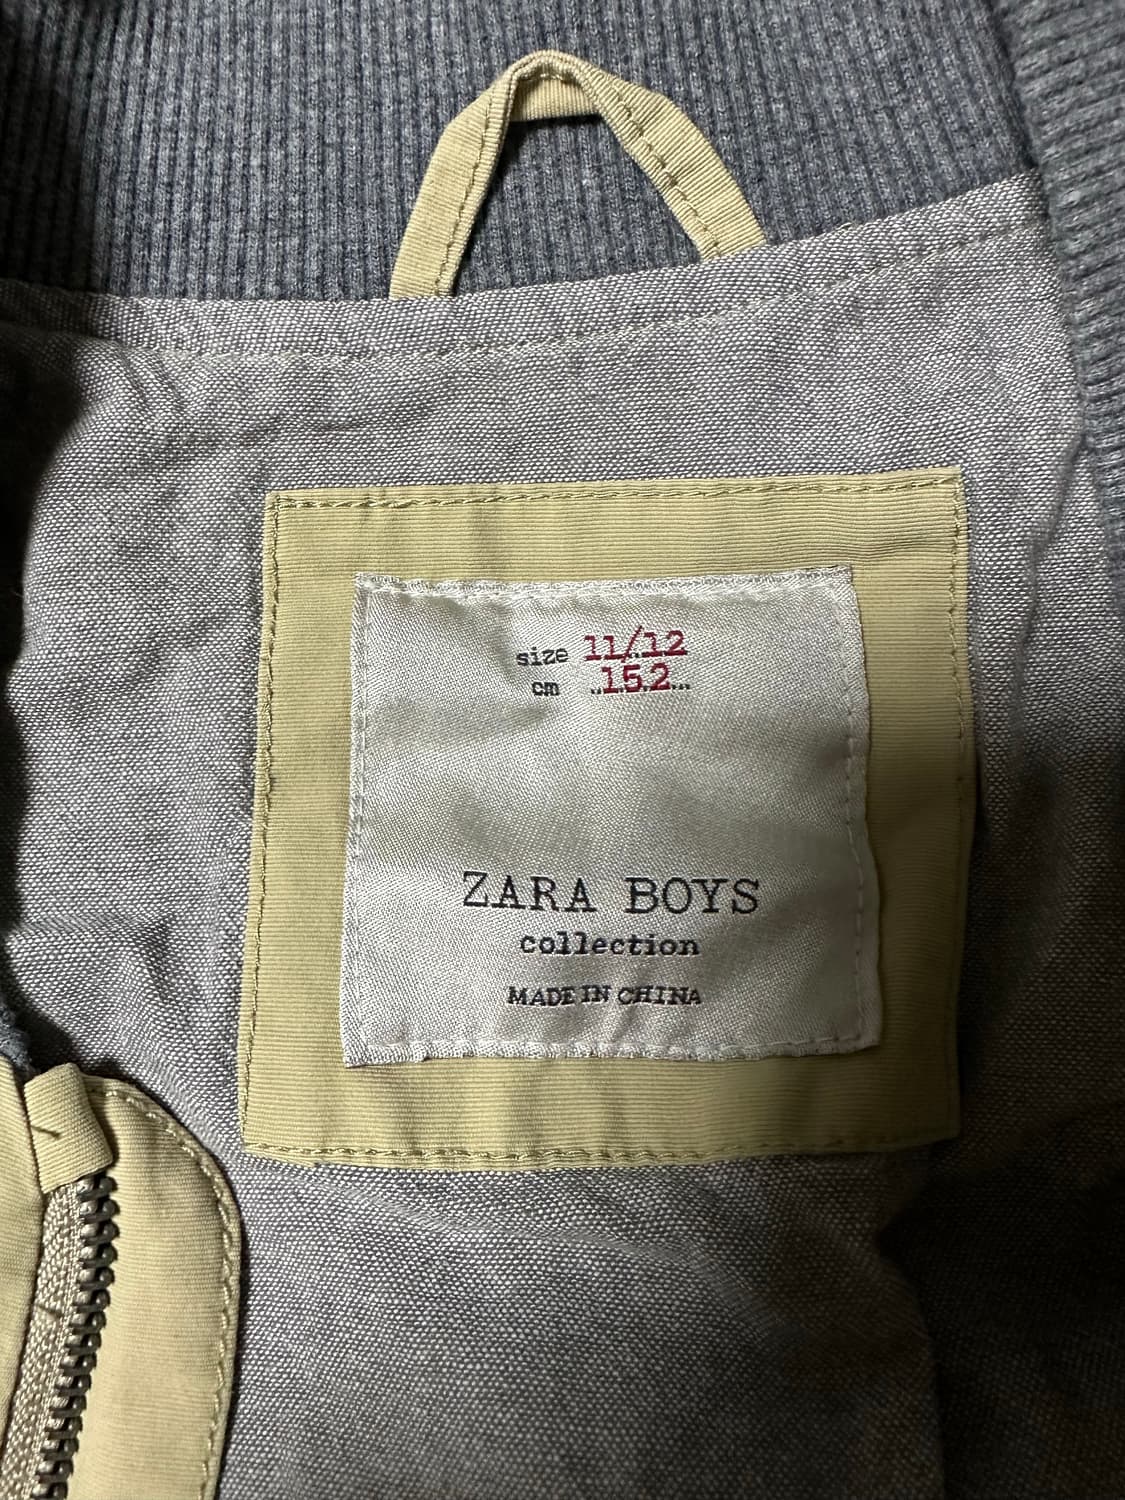 size 11/12
cm ..152...
ZARA BOYS
collection
MADE IN CHINA